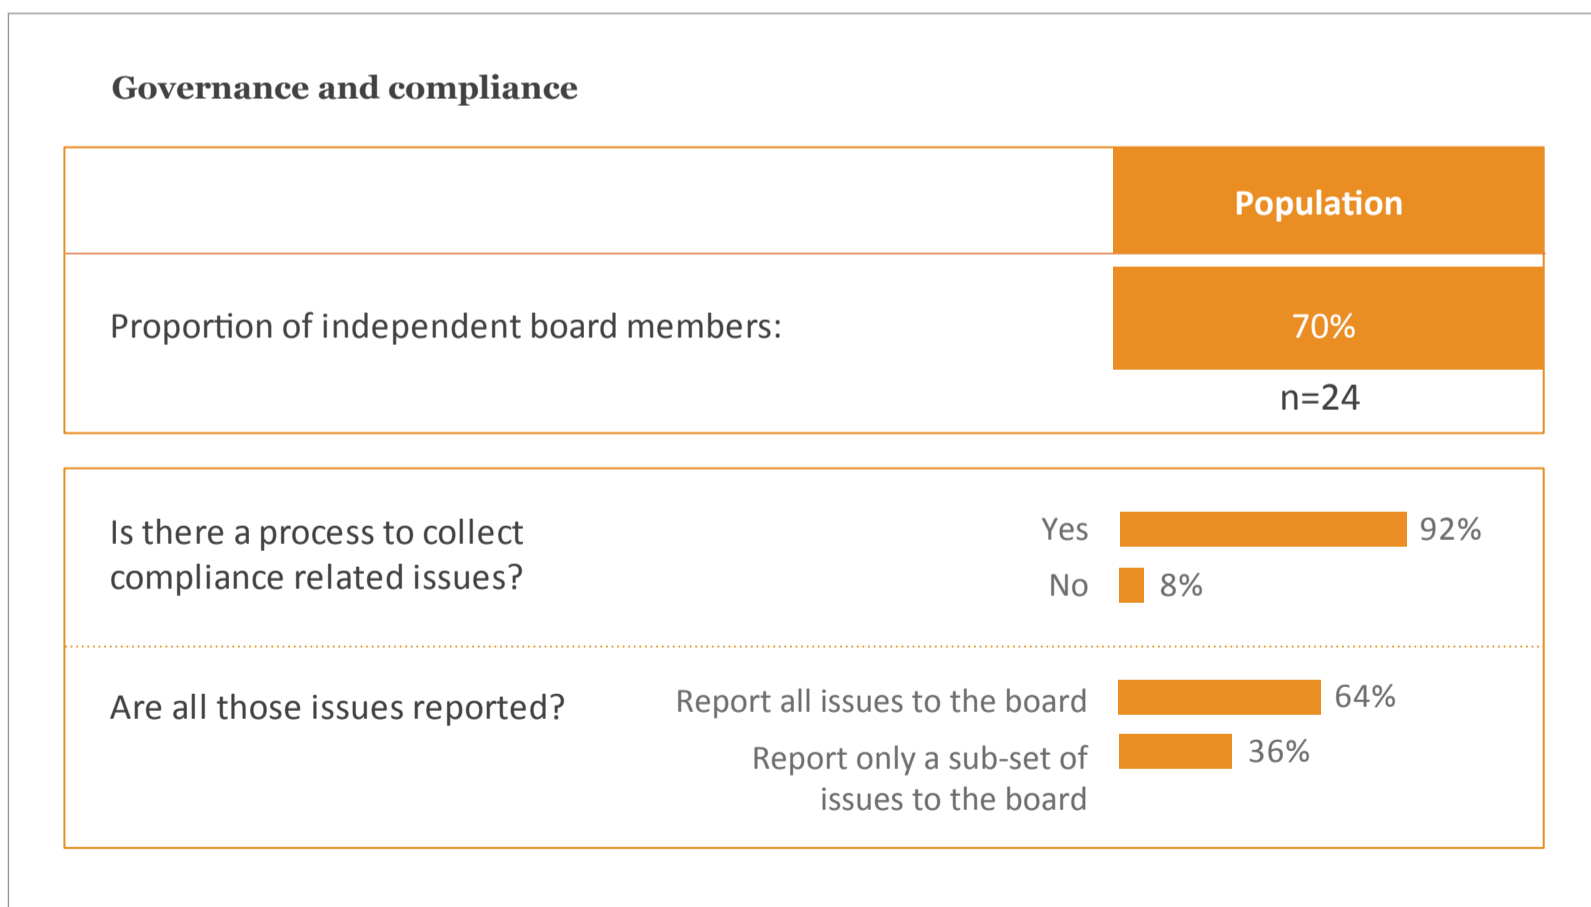 Governance and compliance
Population
Proportion of independent board members:
70%
n=24
Is there a process to collect
compliance related issues?
Yes
92%
No
8%
Are all those issues reported?
Report all issues to the board
64%
Report only a sub-set of
issues to the board
36%